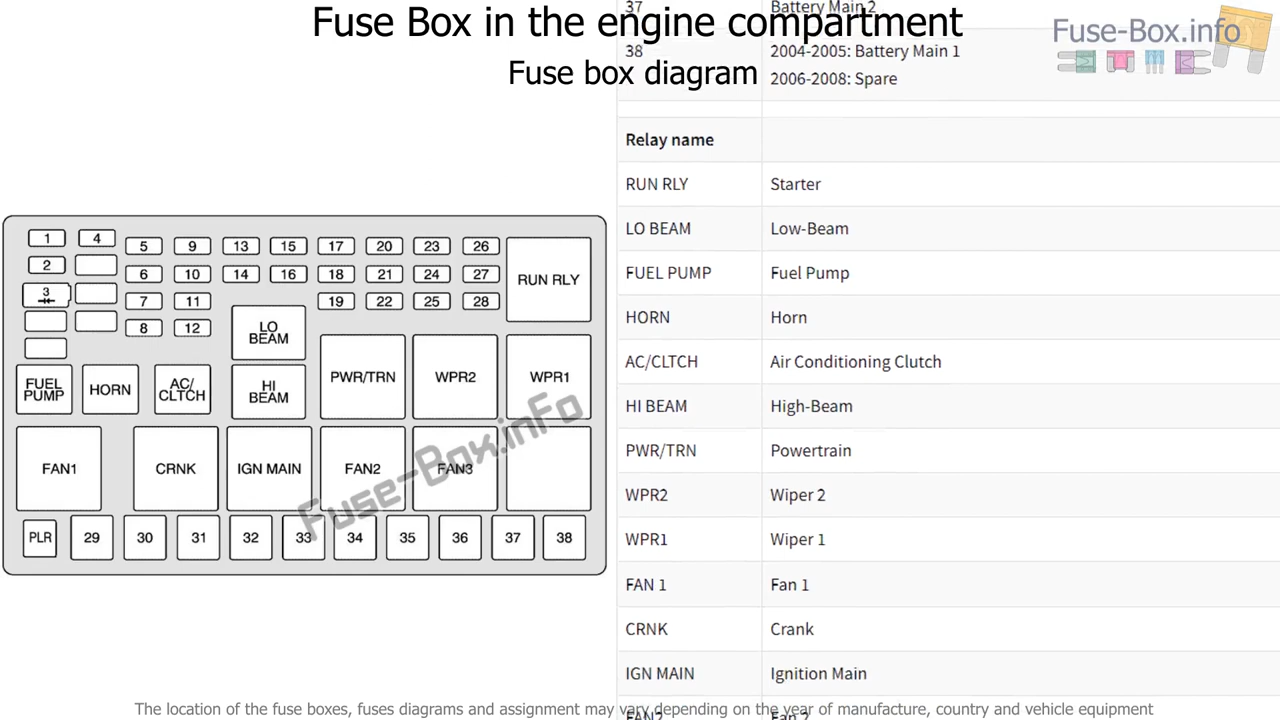 Fuse Box in the engine compartment
Fuse box diagram
Fuse-Box.info
37 Battery Main 2
38 2004-2005: Battery Main 1
2006-2008: Spare
Relay name
RUN RLY Starter
LO BEAM Low-Beam
FUEL PUMP Fuel Pump
HORN Horn
AC/CLTCH Air Conditioning Clutch
HI BEAM High-Beam
PWR/TRN Powertrain
WPR2 Wiper 2
WPR1 Wiper 1
FAN 1 Fan 1
CRNK Crank
IGN MAIN Ignition Main
FAN2 Fan 2
1 4
5 9 13 15 17 20 23 26
2
6 10 14 16 18 21 24 27
RUN RLY
3
7 11 19 22 25 28
8 12
LO
BEAM
FUEL
PUMP
HORN
AC/
CLTCH
HI
BEAM
PWR/TRN WPR2 WPR1
FAN1 CRNK IGN MAIN FAN2 FAN3
PLR 29 30 31 32 33 34 35 36 37 38
Fuse-Box.inFo
The location of the fuse boxes, fuses diagrams and assignment may vary depending on the year of manufacture, country and vehicle equipment